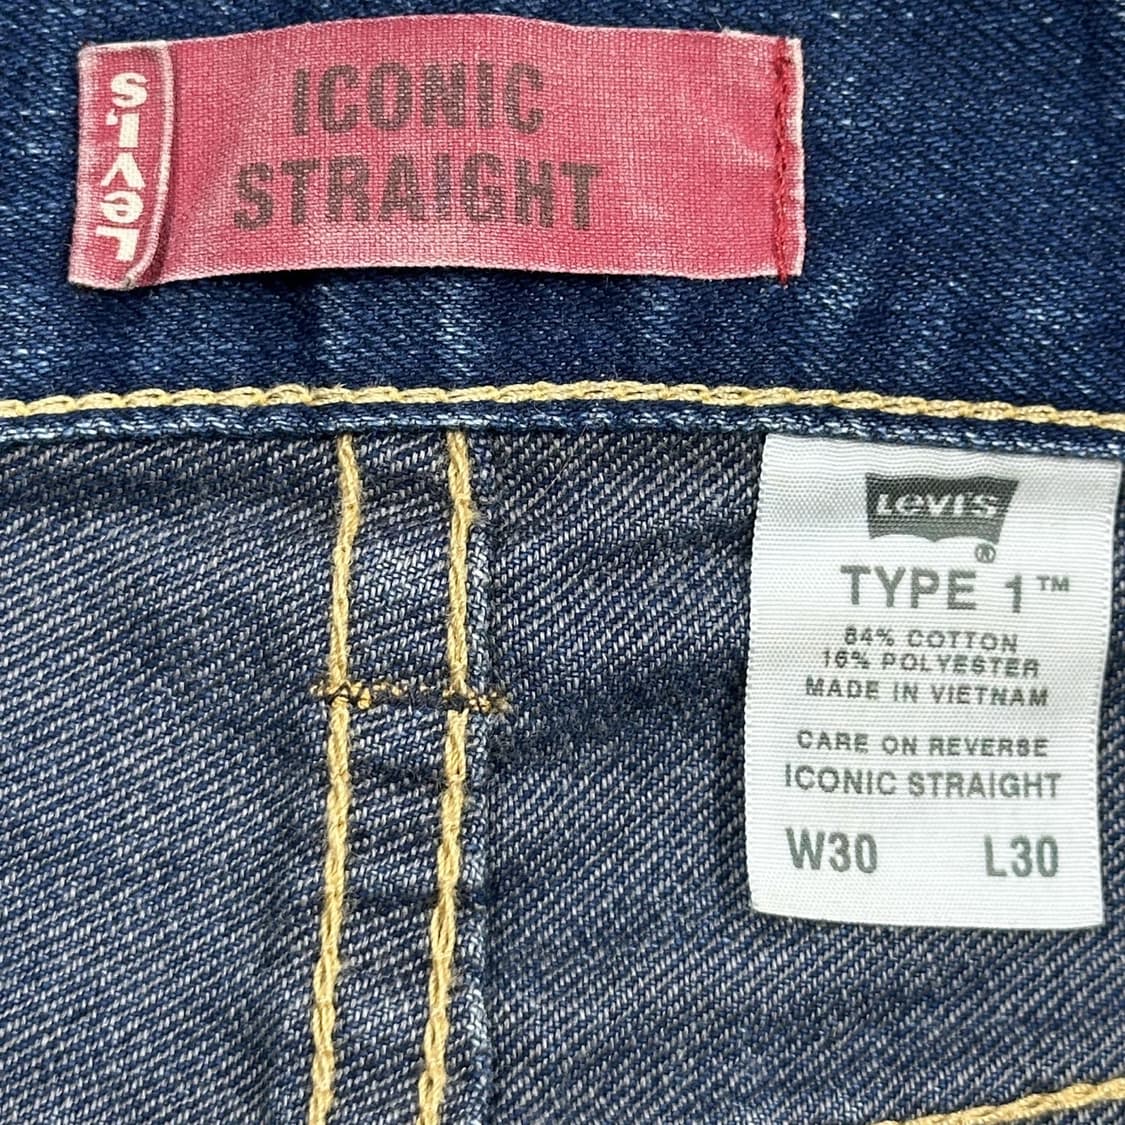 LEVI'S
ICONIC
STRAIGHT
LEVI'S
®
TYPE 1™
84% COTTON
16% POLYESTER
MADE IN VIETNAM
CARE ON REVERSE
ICONIC STRAIGHT
W30 L30